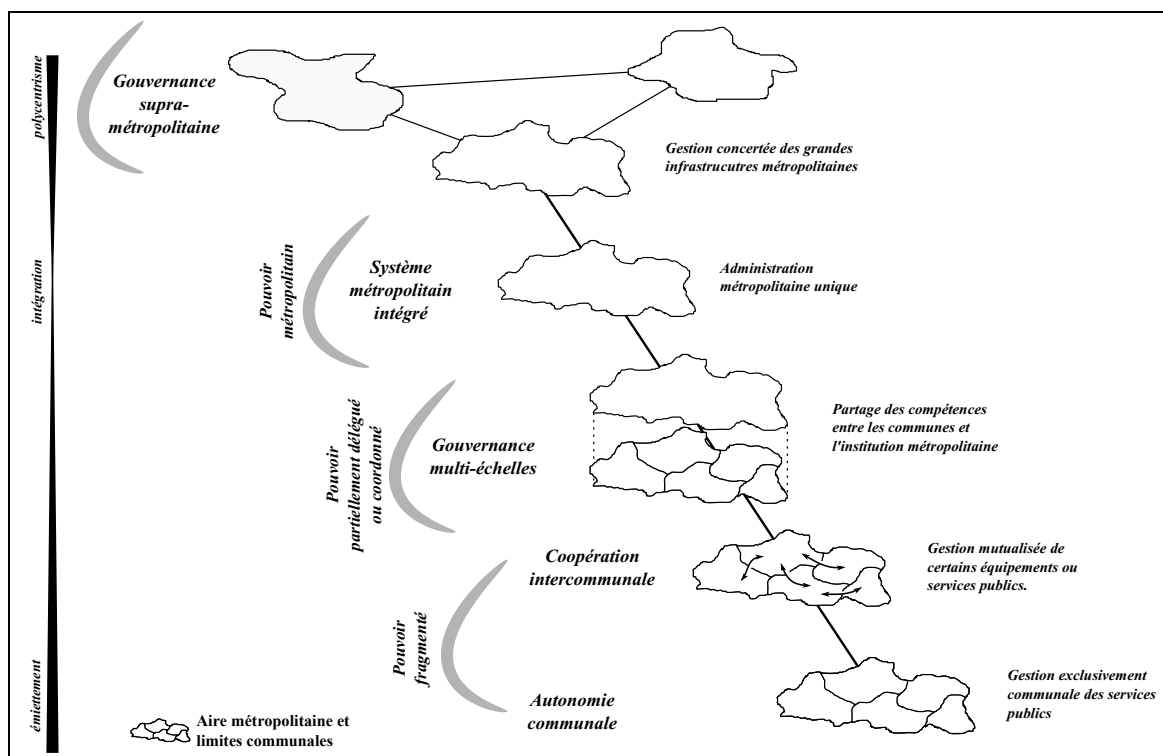 polycentrisme
Gouvernance
supra-
métropolitaine
Gestion concertée des grandes
infrastrucutres métropolitaines
intégration
Pouvoir
métropolitain
Système
métropolitain
intégré
Administration
métropolitaine unique
Pouvoir
partiellement délégué
ou coordonné
Gouvernance
multi-échelles
Partage des compétences
entre les communes et
l'institution métropolitaine
Coopération
intercommunale
Gestion mutualisée de
certains équipements ou
services publics.
Pouvoir
fragmenté
Autonomie
communale
Gestion exclusivement
communale des services
publics
émiettement
Aire métropolitaine et
limites communales